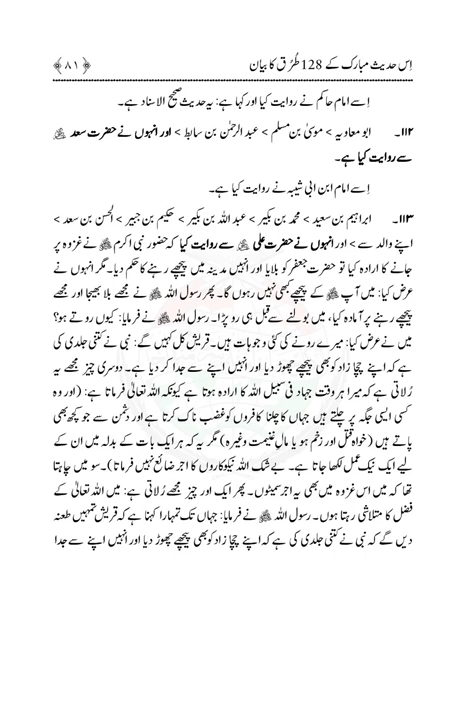 اِس حدیث مبارک کے 128 طُرُق کا بیان ﴿۸۱﴾
اِسے امام حاکم نے روایت کیا اور کہا ہے: یہ حدیث صحیح الاسناد ہے۔
۱۱۲۔ ابو معاویہ > موسیٰ بن مسلم > عبد الرحمٰن بن سابط > اور انہوں نے حضرت سعد ﷺ
سے روایت کیا ہے۔
اِسے امام ابن ابی شیبہ نے روایت کیا ہے۔
۱۱۳۔ ابراہیم بن سعید > محمد بن بکیر > عبد اللہ بن بکیر > حکیم بن جبیر > الحسن بن سعد >
اپنے والد سے > اور انہوں نے حضرت علی سے روایت کیا کہ حضور نبی اکرم ﷺ نے غزوہ پر
جانے کا ارادہ کیا تو حضرت جعفر کو بلایا اور انہیں مدینہ میں پیچھے رہنے کا حکم دیا۔ مگر انہوں نے
عرض کیا: میں آپ ﷺ کے پیچھے کبھی نہیں رہوں گا۔ پھر رسول اللہ ﷺ نے مجھے بلا بھیجا اور مجھے
پیچھے رہنے پر آمادہ کیا، میں بولنے سے قبل ہی رو پڑا۔ رسول اللہ ﷺ نے فرمایا: کیوں روتے ہو؟
میں نے عرض کیا: میرے رونے کی کئی وجوہات ہیں۔ قریش کل کہیں گے: نبی نے کتنی جلدی کی
ہے کہ اپنے چچا زاد کو بھی پیچھے چھوڑ دیا اور انہیں اپنے سے جدا کر دیا ہے۔ دوسری چیز مجھے یہ
رُلاتی ہے کہ میرا ہر وقت جہاد فی سبیل اللہ کا ارادہ ہوتا ہے کیونکہ اللہ تعالیٰ فرماتا ہے: (اور وہ
کسی ایسی جگہ پر چلتے ہیں جہاں کا چلنا کافروں کو غضب ناک کرتا ہے اور دشمن سے جو کچھ بھی
پاتے ہیں (خواہ قتل اور زخم ہو یا مالِ غنیمت وغیرہ) مگر یہ کہ ہر ایک بات کے بدلہ میں ان کے
لیے ایک نیک عمل لکھا جاتا ہے۔ بے شک اللہ نیکوکاروں کا اجر ضائع نہیں فرماتا)۔ سو میں چاہتا
تھا کہ میں اس غزوہ میں بھی یہ اجر سمیٹوں۔ پھر ایک اور چیز مجھے رُلاتی ہے: میں اللہ تعالیٰ کے
فضل کا متلاشی رہتا ہوں۔ رسول اللہ ﷺ نے فرمایا: جہاں تک تمہارا کہنا ہے کہ قریش تمہیں طعنہ
دیں گے کہ نبی نے کتنی جلدی کی ہے کہ اپنے چچا زاد کو بھی پیچھے چھوڑ دیا اور انہیں اپنے سے جدا